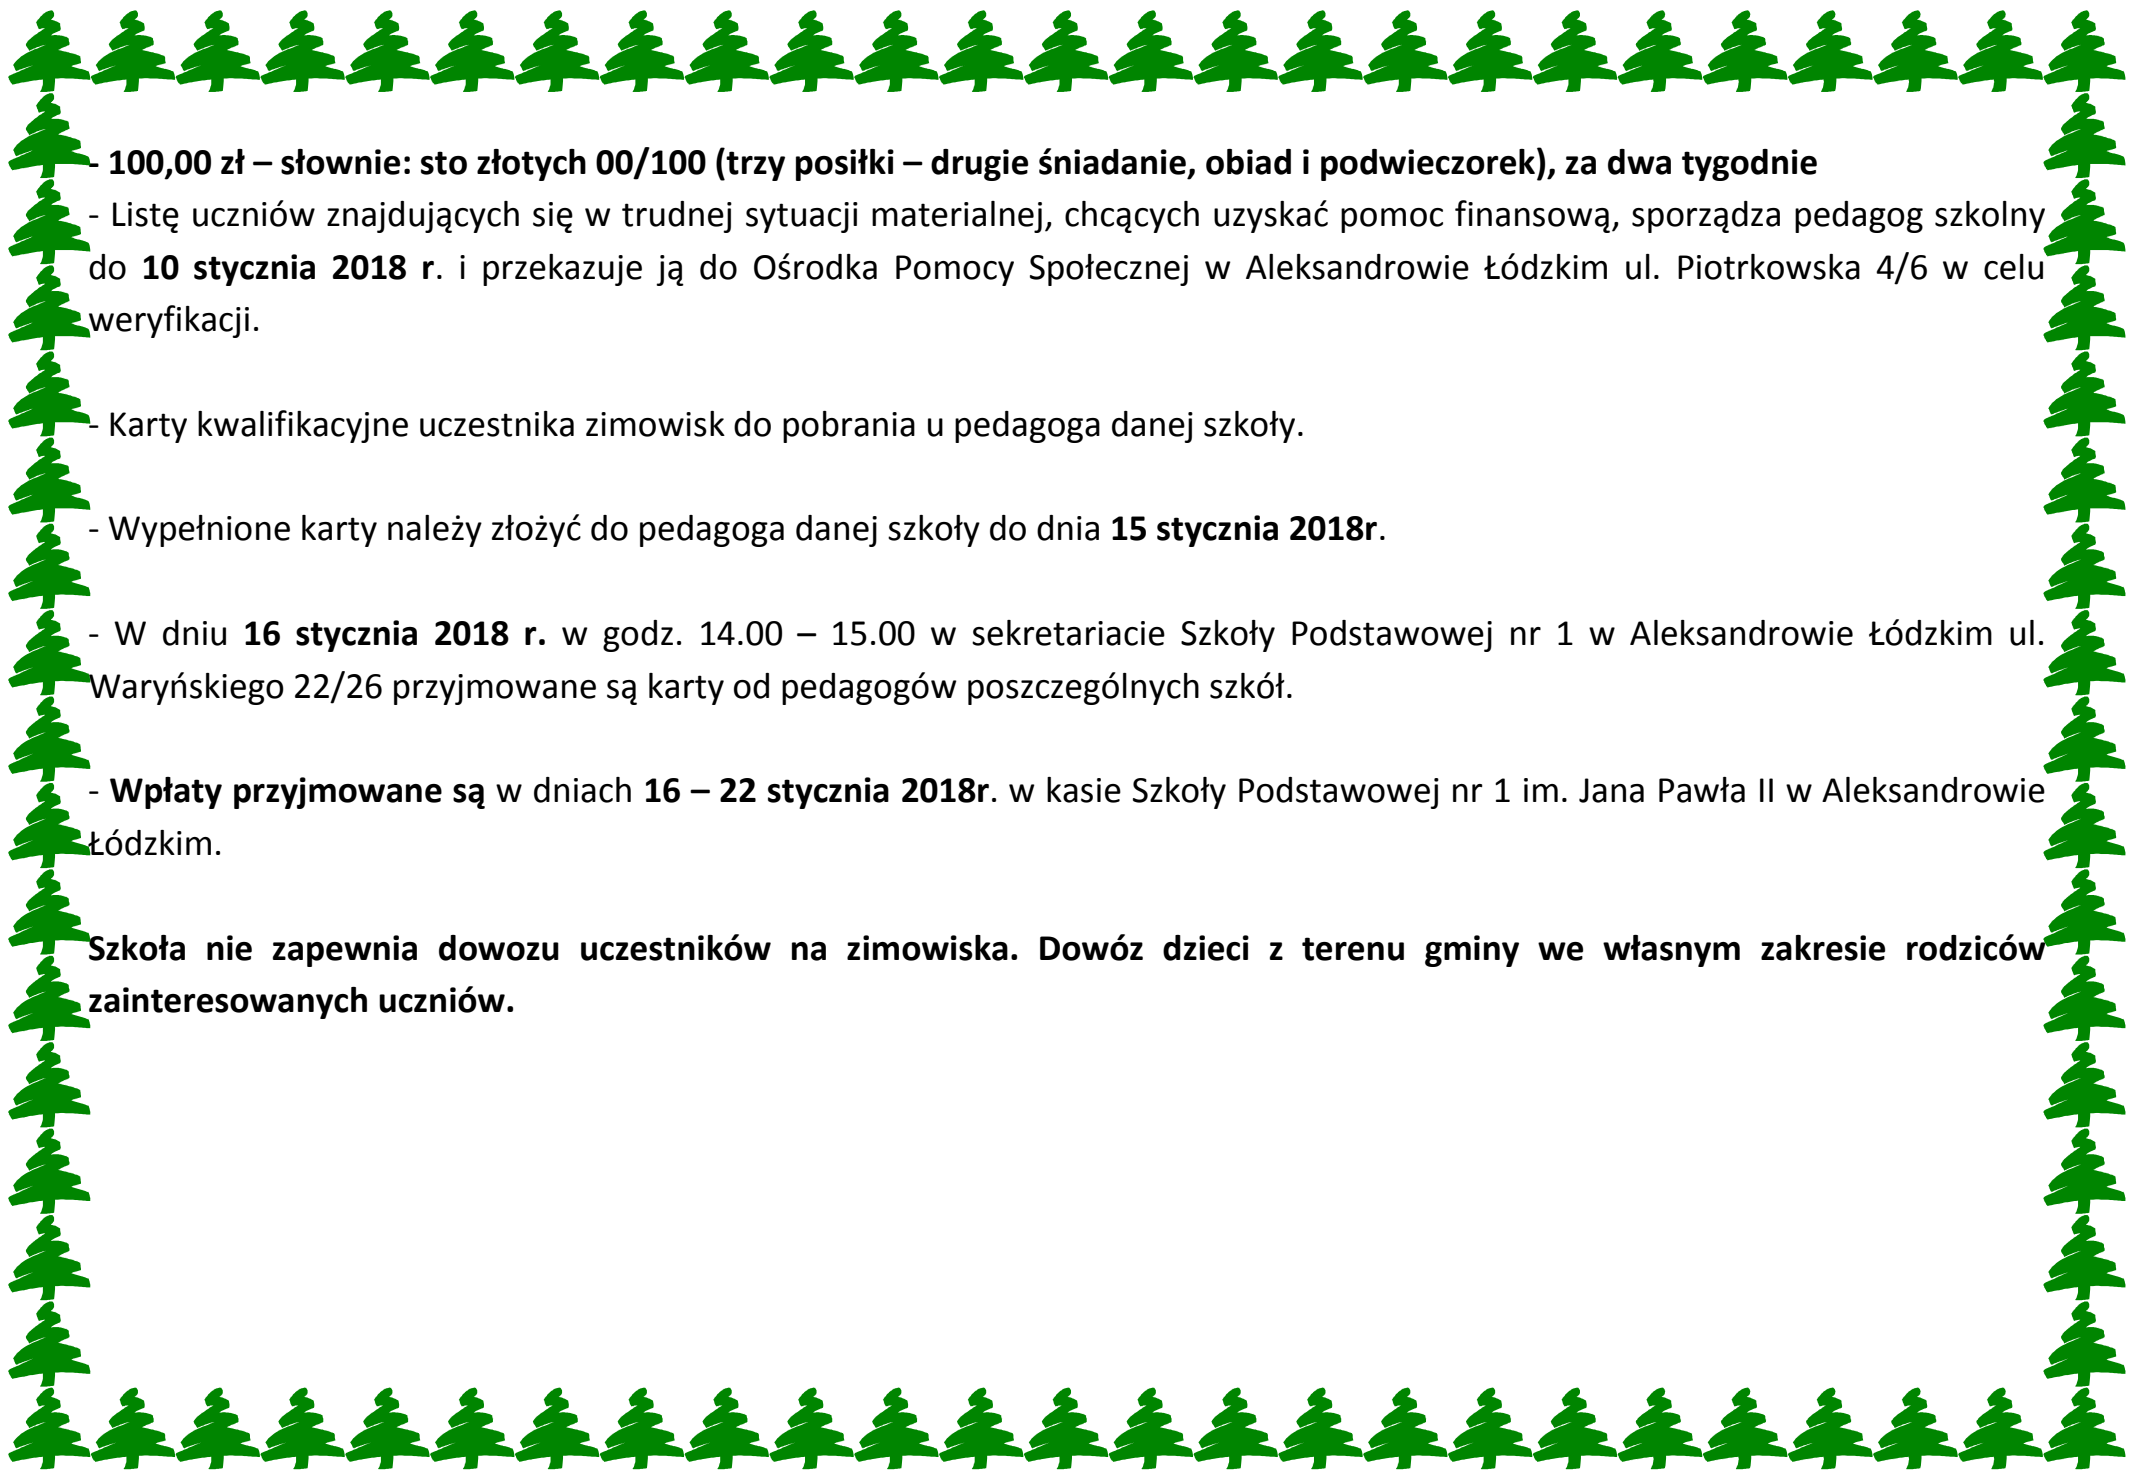 - 100,00 zł – słownie: sto złotych 00/100 (trzy posiłki – drugie śniadanie, obiad i podwieczorek), za dwa tygodnie
- Listę uczniów znajdujących się w trudnej sytuacji materialnej, chcących uzyskać pomoc finansową, sporządza pedagog szkolny
do 10 stycznia 2018 r. i przekazuje ją do Ośrodka Pomocy Społecznej w Aleksandrowie Łódzkim ul. Piotrkowska 4/6 w celu
weryfikacji.
- Karty kwalifikacyjne uczestnika zimowisk do pobrania u pedagoga danej szkoły.
- Wypełnione karty należy złożyć do pedagoga danej szkoły do dnia 15 stycznia 2018r.
- W dniu 16 stycznia 2018 r. w godz. 14.00 – 15.00 w sekretariacie Szkoły Podstawowej nr 1 w Aleksandrowie Łódzkim ul.
Waryńskiego 22/26 przyjmowane są karty od pedagogów poszczególnych szkół.
- Wpłaty przyjmowane są w dniach 16 – 22 stycznia 2018r. w kasie Szkoły Podstawowej nr 1 im. Jana Pawła II w Aleksandrowie
Łódzkim.
Szkoła nie zapewnia dowozu uczestników na zimowiska. Dowóz dzieci z terenu gminy we własnym zakresie rodziców
zainteresowanych uczniów.